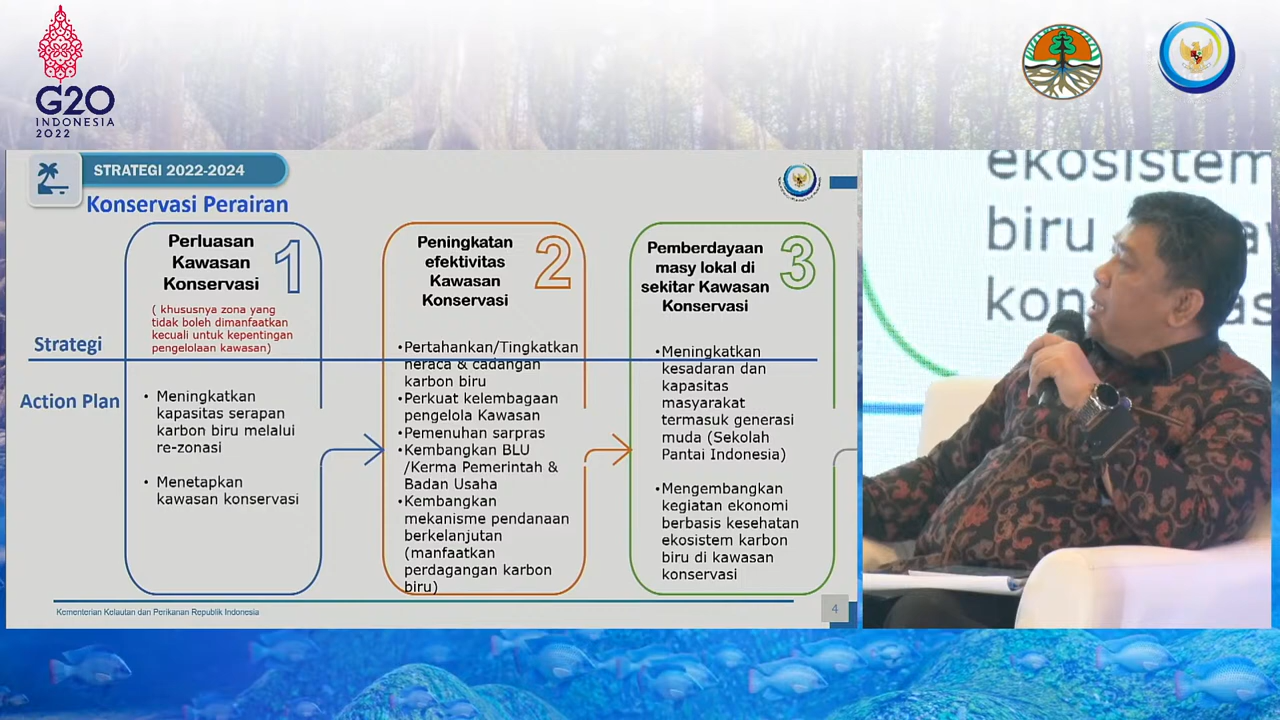 G20
INDONESIA
2022
STRATEGI 2022-2024
Konservasi Perairan
Strategi
Action Plan
Perluasan
Kawasan
Konservasi
1
( khususnya zona yang
tidak boleh dimanfaatkan
kecuali untuk kepentingan
pengelolaan kawasan)
• Meningkatkan
kapasitas serapan
karbon biru melalui
re-zonasi
• Menetapkan
kawasan konservasi
Peningkatan
efektivitas
Kawasan
Konservasi
2
•Pertahankan/Tingkatkan
neraca & cadangan
karbon biru
•Perkuat kelembagaan
pengelola Kawasan
•Pemenuhan sarpras
•Kembangkan BLU
/Kerma Pemerintah &
Badan Usaha
•Kembangkan
mekanisme pendanaan
berkelanjutan
(manfaatkan
perdagangan karbon
biru)
Pemberdayaan
masy lokal di
sekitar Kawasan
Konservasi
3
•Meningkatkan
kesadaran dan
kapasitas
masyarakat
termasuk generasi
muda (Sekolah
Pantai Indonesia)
•Mengembangkan
kegiatan ekonomi
berbasis kesehatan
ekosistem karbon
biru di kawasan
konservasi
Kementerian Kelautan dan Perikanan Republik Indonesia
4
ekosistem
biru